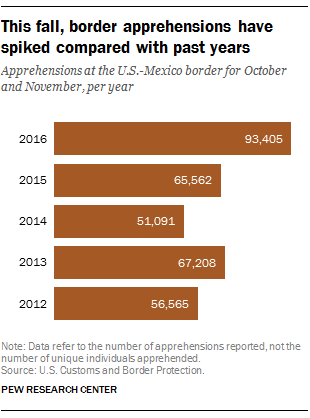 This fall, border apprehensions have
spiked compared with past years
Apprehensions at the U.S.-Mexico border for October
and November, per year
2016 93,405
2015 65,562
2014 51,091
2013 67,208
2012 56,565
Note: Data refer to the number of apprehensions reported, not the
number of unique individuals apprehended.
Source: U.S. Customs and Border Protection.
PEW RESEARCH CENTER